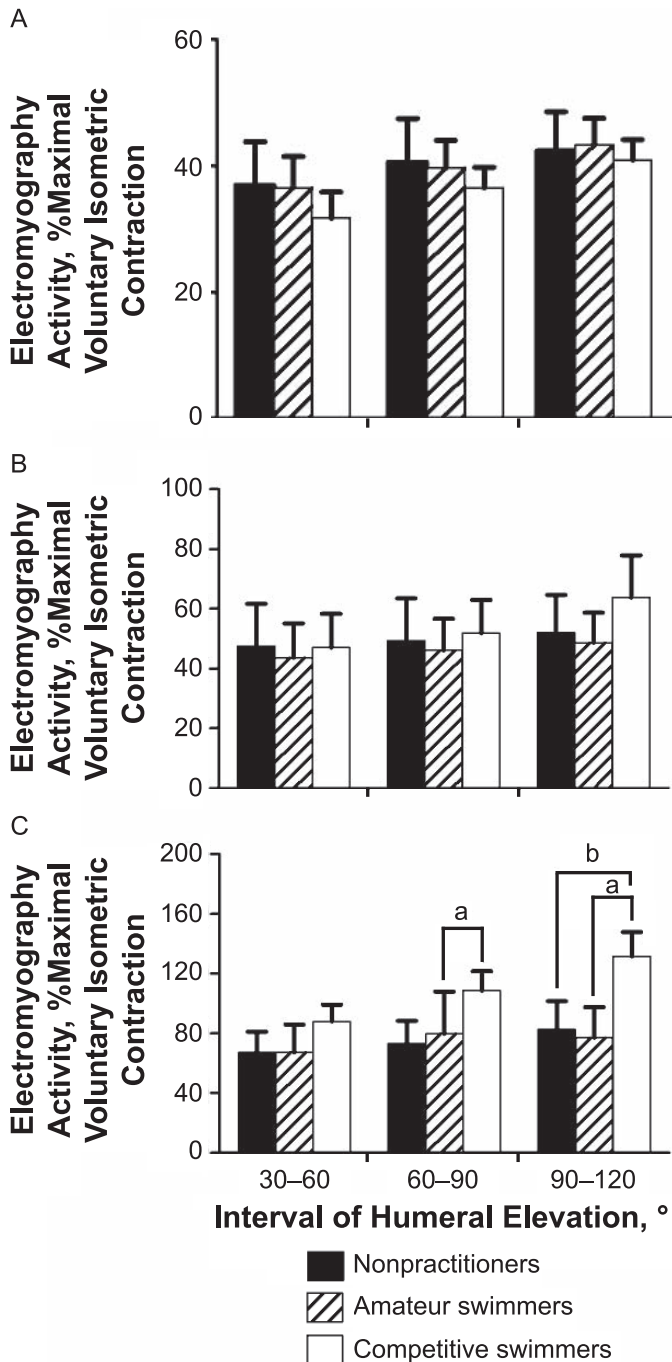 A
Electromyography
Activity, %Maximal
Voluntary Isometric
Contraction
60
40
20
0
B
Electromyography
Activity, %Maximal
Voluntary Isometric
Contraction
100
80
60
40
20
0
C
Electromyography
Activity, %Maximal
Voluntary Isometric
Contraction
200
160
120
80
40
0
a
b
a
30–60 60–90 90–120
Interval of Humeral Elevation, °
Nonpractitioners
Amateur swimmers
Competitive swimmers